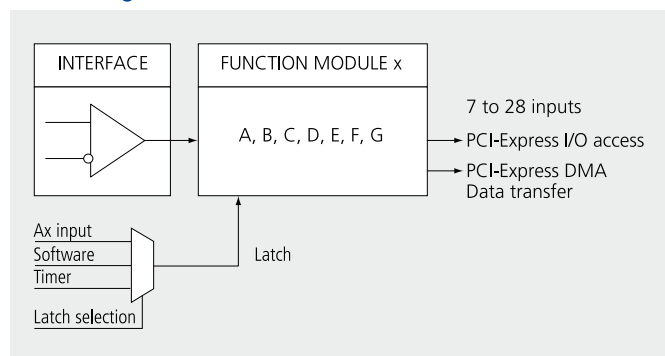 INTERFACE
FUNCTION MODULE x
A, B, C, D, E, F, G
7 to 28 inputs
PCI-Express I/O access
PCI-Express DMA
Data transfer
Ax input
Software
Timer
Latch selection
Latch